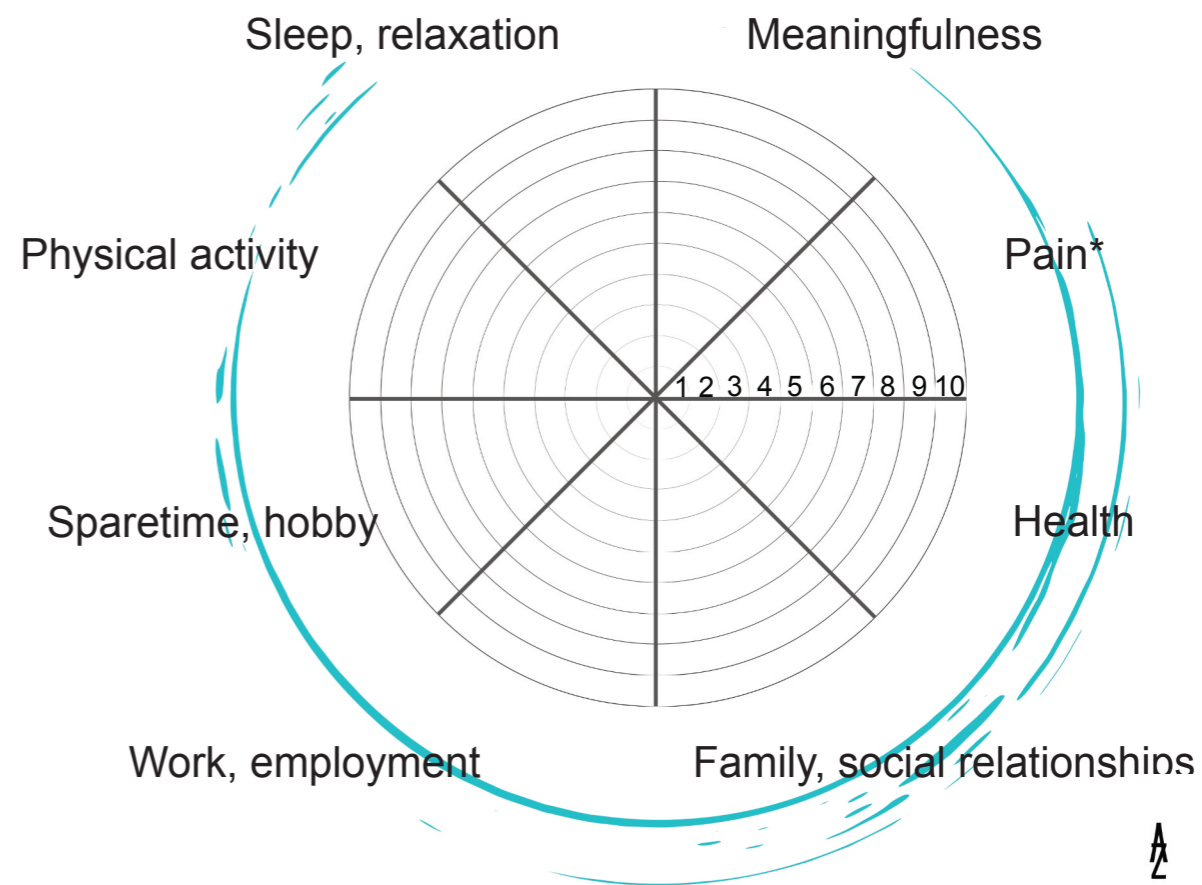 Sleep, relaxation
Meaningfulness
Physical activity
Pain*
1 2 3 4 5 6 7 8 9 10
Sparetime, hobby
Health
Work, employment
Family, social relationships